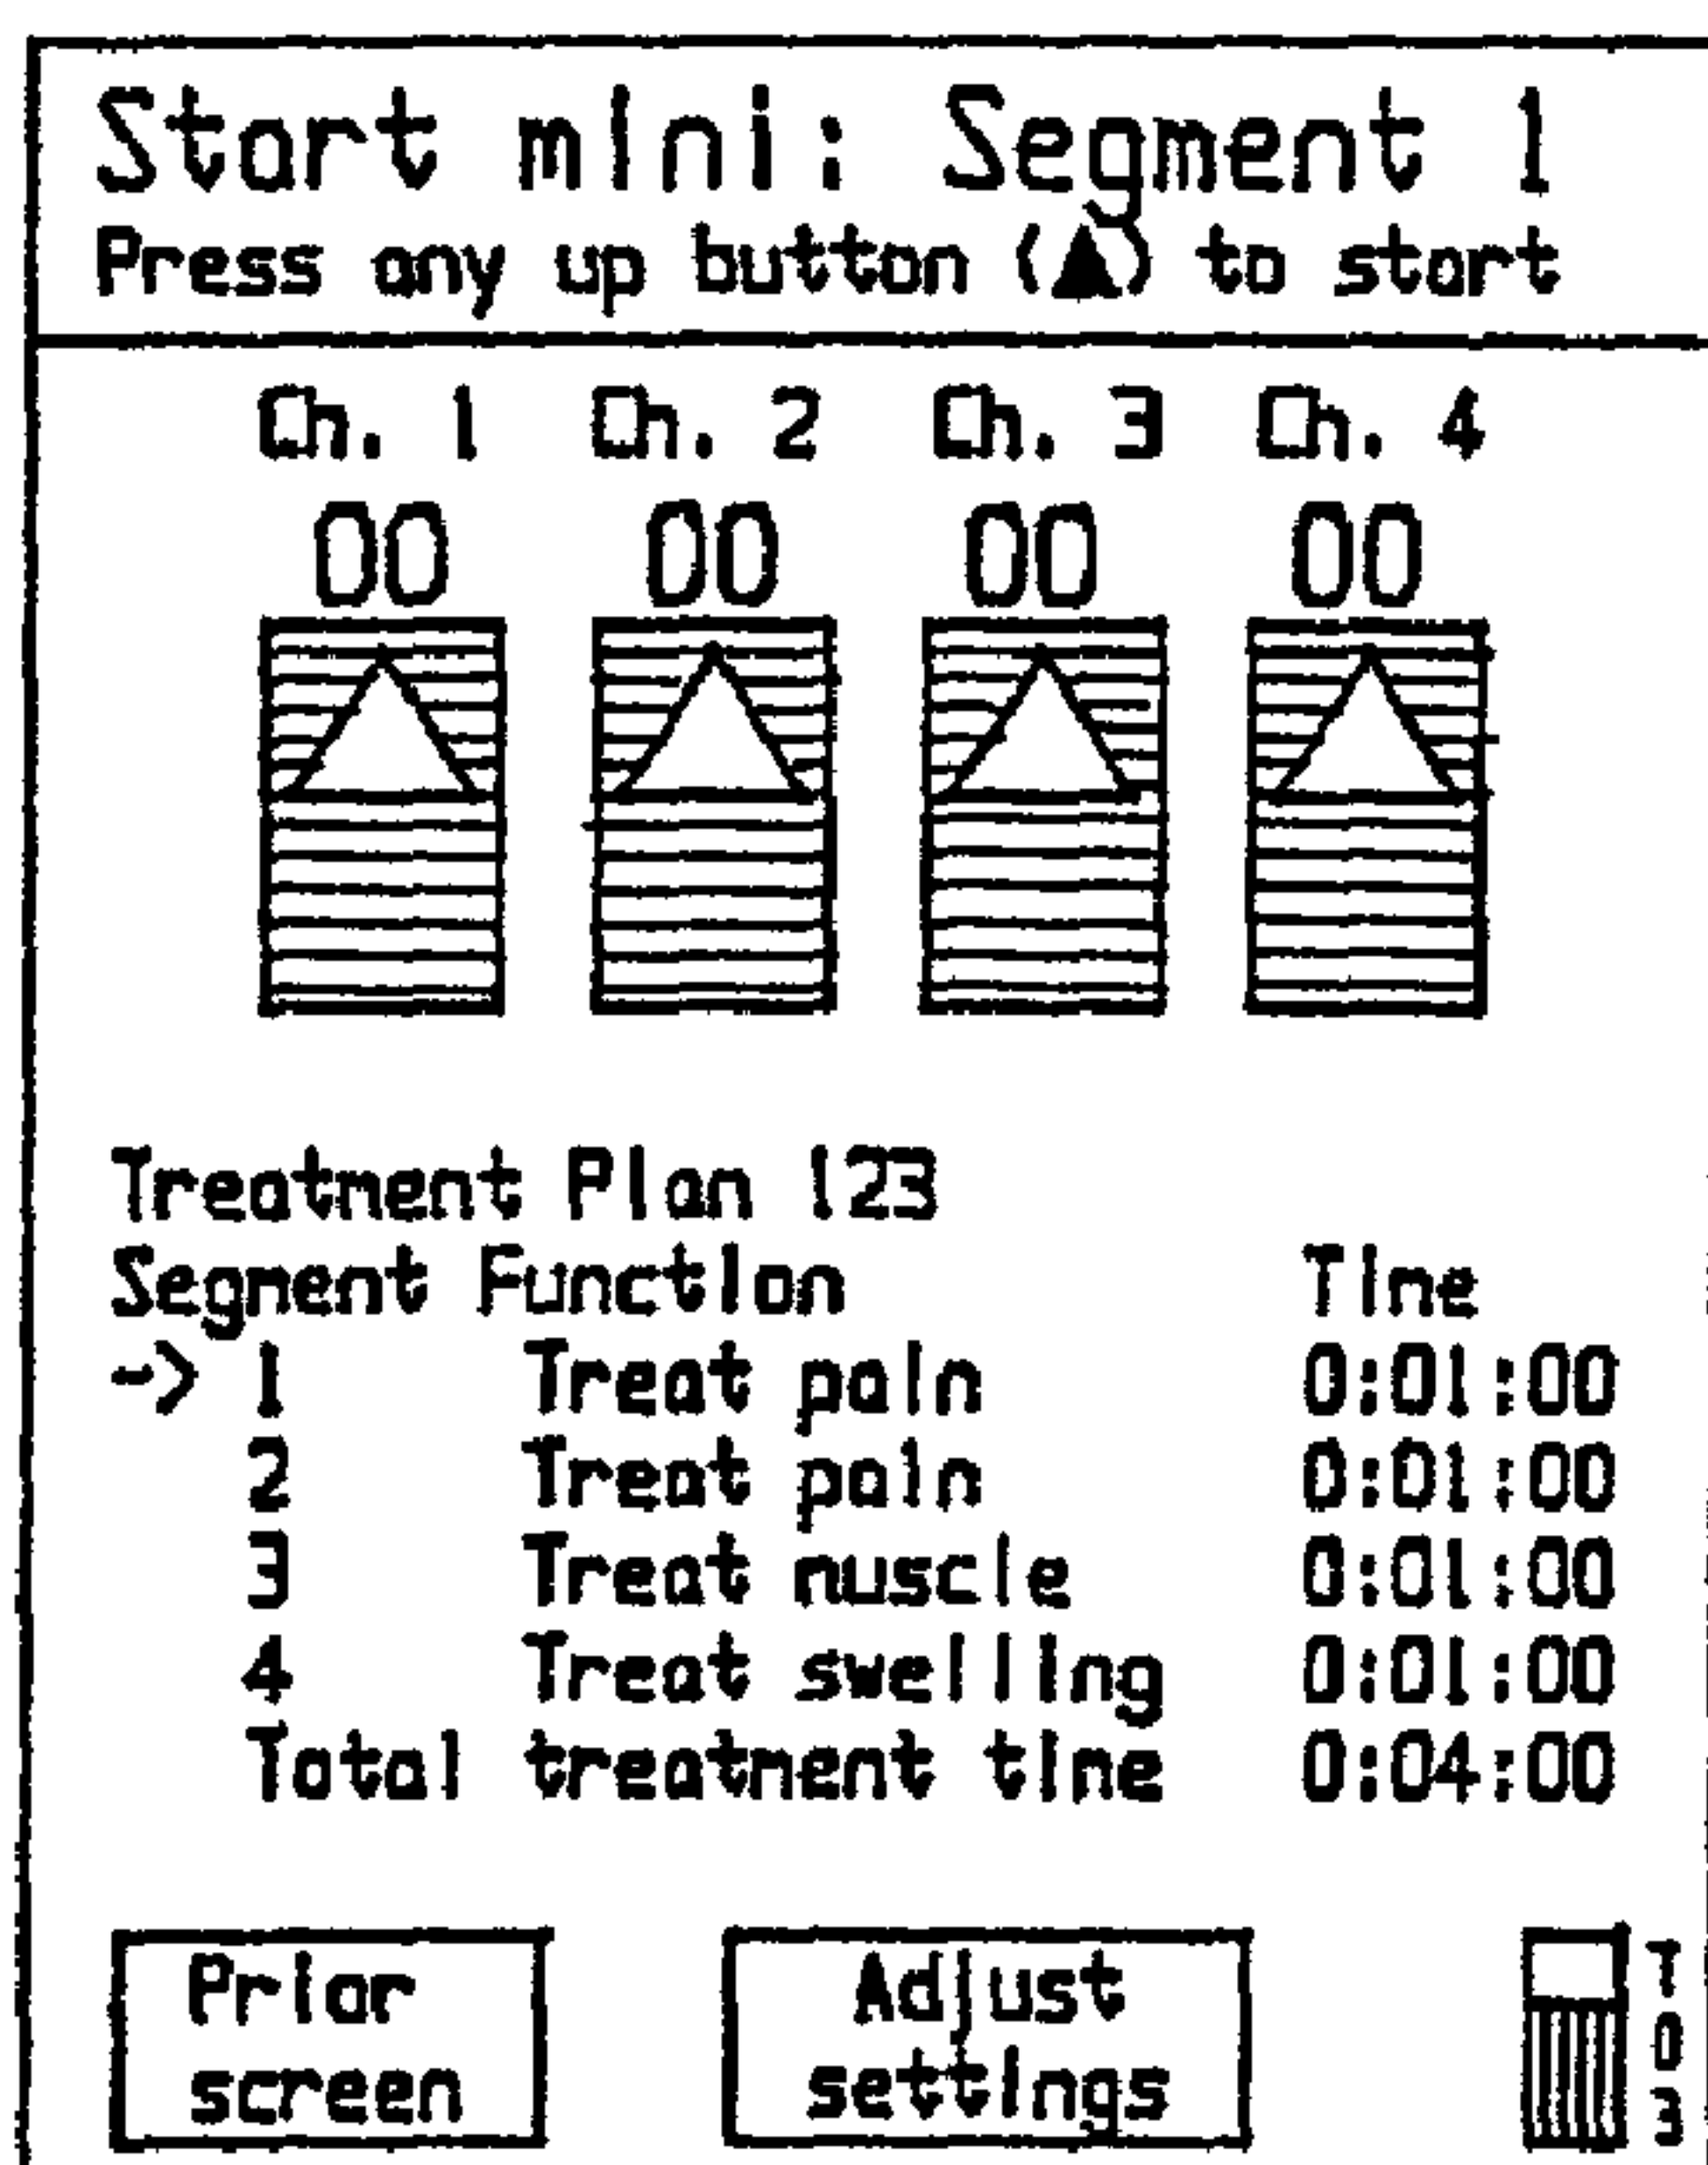 Start mini: Segment 1
Press any up button (▲) to start
Ch. 1 Ch. 2 Ch. 3 Ch. 4
00 00 00 00
Treatment Plan 123
Segment Function Time
-> 1 Treat pain 0:01:00
2 Treat pain 0:01:00
3 Treat muscle 0:01:00
4 Treat swelling 0:01:00
Total treatment time 0:04:00
Prior
screen
Adjust
settings
T03